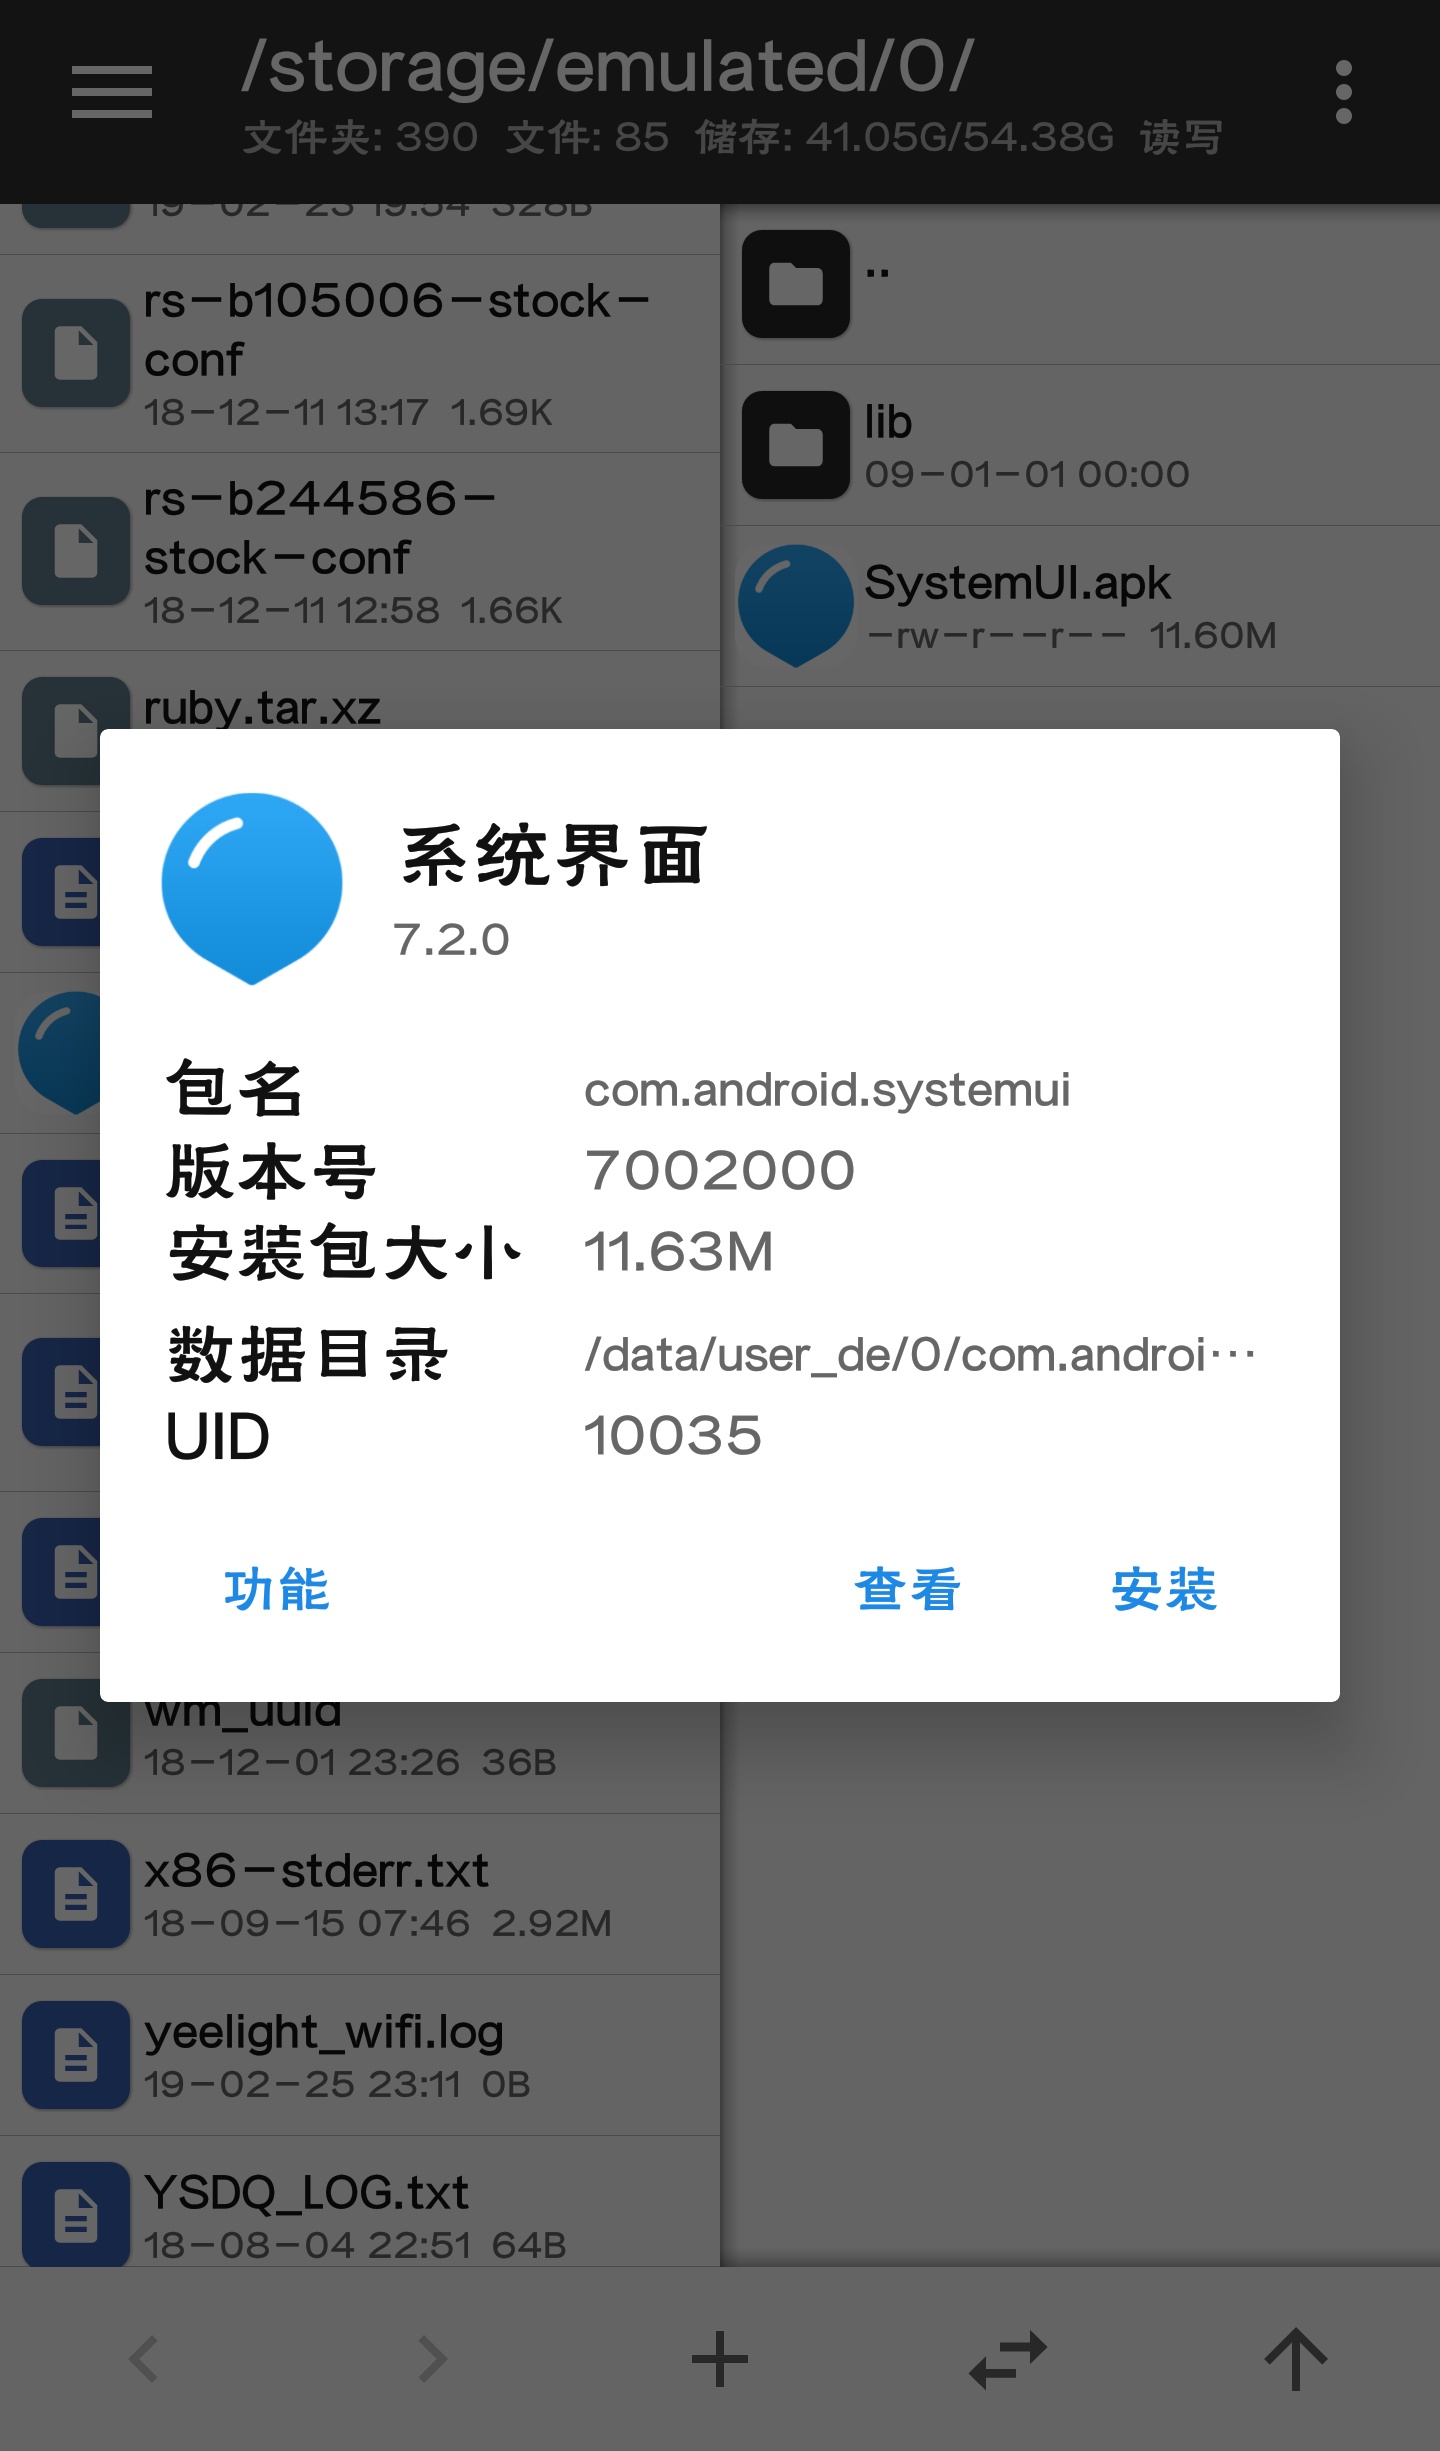 /storage/emulated/0/
文件夹: 390 文件: 85 储存: 41.05G/54.38G 读写
19-02-23 19:54 328B
rs-b105006-stock-
conf
18-12-11 13:17 1.69K
rs-b244586-
stock-conf
18-12-11 12:58 1.66K
ruby.tar.xz
..
lib
09-01-01 00:00
SystemUI.apk
-rw-r--r-- 11.60M
系统界面
7.2.0
包名 com.android.systemui
版本号 7002000
安装包大小 11.63M
数据目录 /data/user_de/0/com.androi···
UID 10035
功能 查看 安装
wm_uuid
18-12-01 23:26 36B
x86-stderr.txt
18-09-15 07:46 2.92M
yeelight_wifi.log
19-02-25 23:11 0B
YSDQ_LOG.txt
18-08-04 22:51 64B